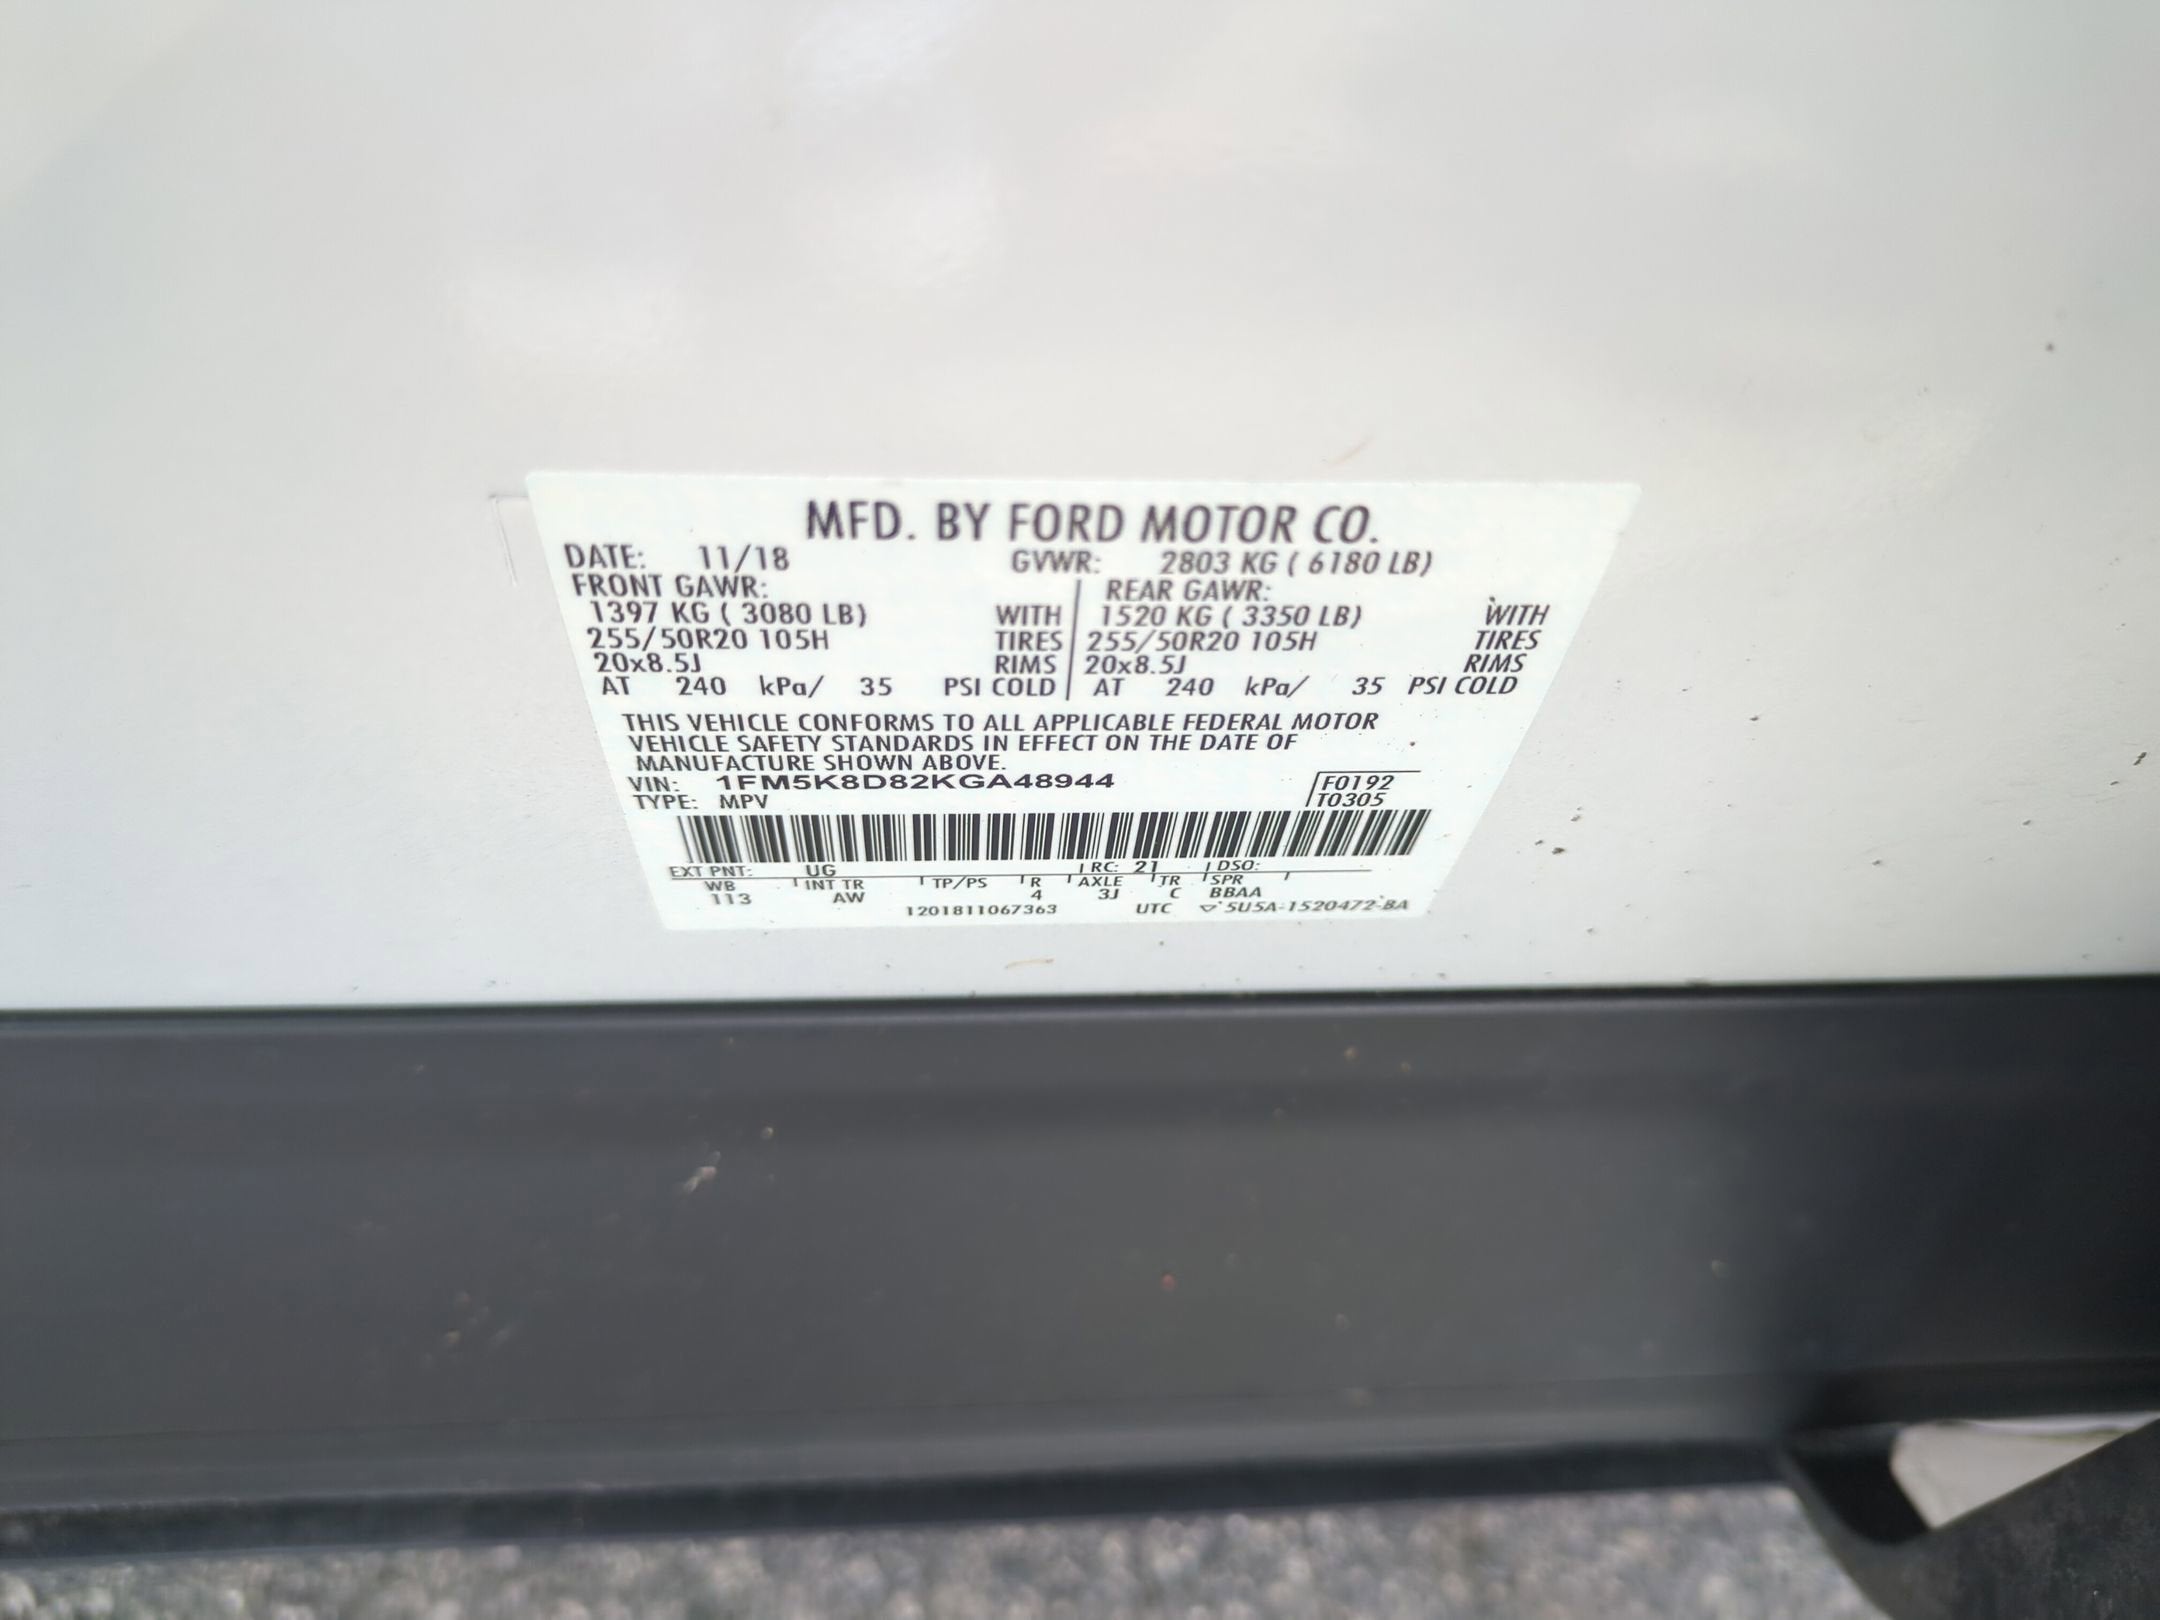 MFD. BY FORD MOTOR CO.
DATE: 11/18 GVWR: 2803 KG ( 6180 LB)
FRONT GAWR: REAR GAWR:
1397 KG ( 3080 LB) WITH 1520 KG ( 3350 LB) WITH
255/50R20 105H TIRES 255/50R20 105H TIRES
20x8.5J RIMS 20x8.5J RIMS
AT 240 kPa/ 35 PSI COLD AT 240 kPa/ 35 PSI COLD
THIS VEHICLE CONFORMS TO ALL APPLICABLE FEDERAL MOTOR
VEHICLE SAFETY STANDARDS IN EFFECT ON THE DATE OF
MANUFACTURE SHOWN ABOVE.
VIN: 1FM5K8D82KGA48944 F0192
TYPE: MPV T0305
EXT PNT: UG RC: 21 DSO:
WB INT TR TP/PS R AXLE TR SPR
113 AW 4 3J C BBAA
1201811067363 UTC ▽ 5U5A-1520472-BA